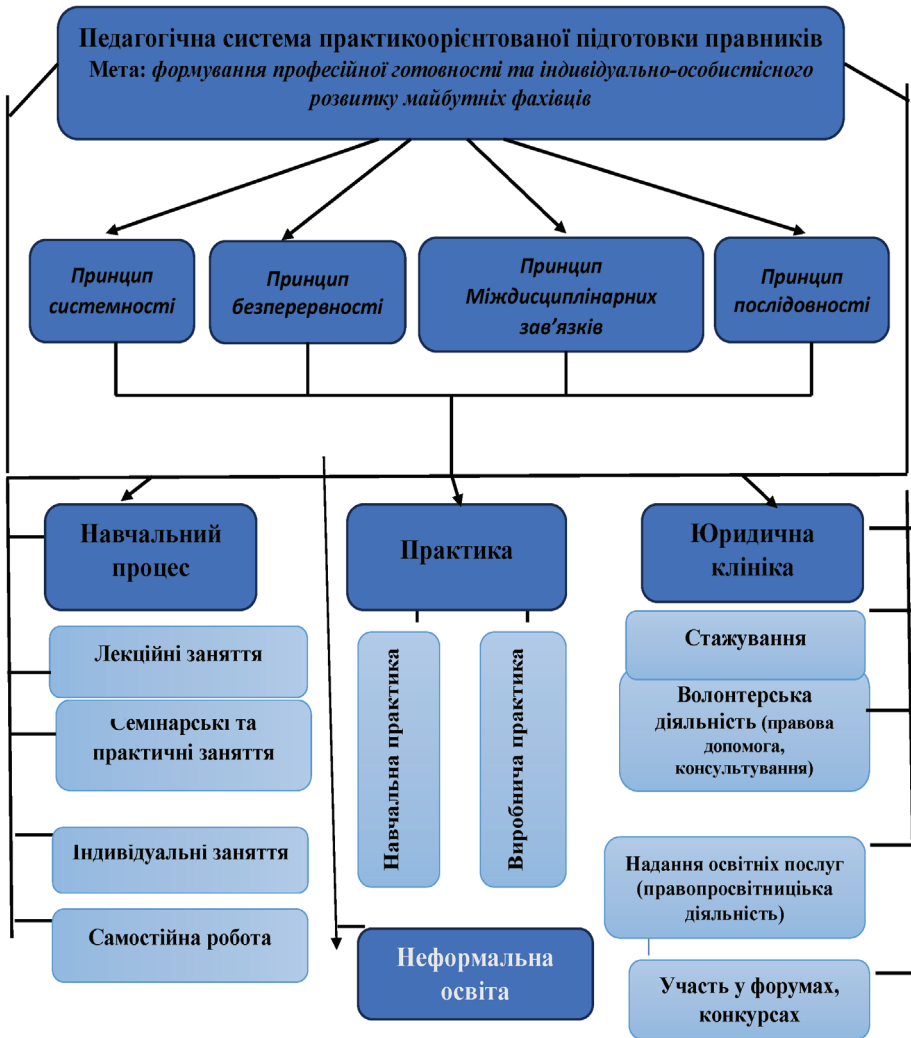 Педагогічна система практикоорієнтованої підготовки правників
Мета: формування професійної готовності та індивідуально-особистісного
розвитку майбутніх фахівців
Принцип
системності
Принцип
безперервності
Принцип
Міждисциплінарних
зав’язків
Принцип
послідовності
Навчальний
процес
Лекційні заняття
Семінарські та
практичні заняття
Індивідуальні заняття
Самостійна робота
Практика
Навчальна практика
Виробнича практика
Неформальна
освіта
Юридична
клініка
Стажування
Волонтерська
діяльність (правова
допомога,
консультування)
Надання освітніх послуг
(правопросвітницiька
діяльність)
Участь у форумах,
конкурсах